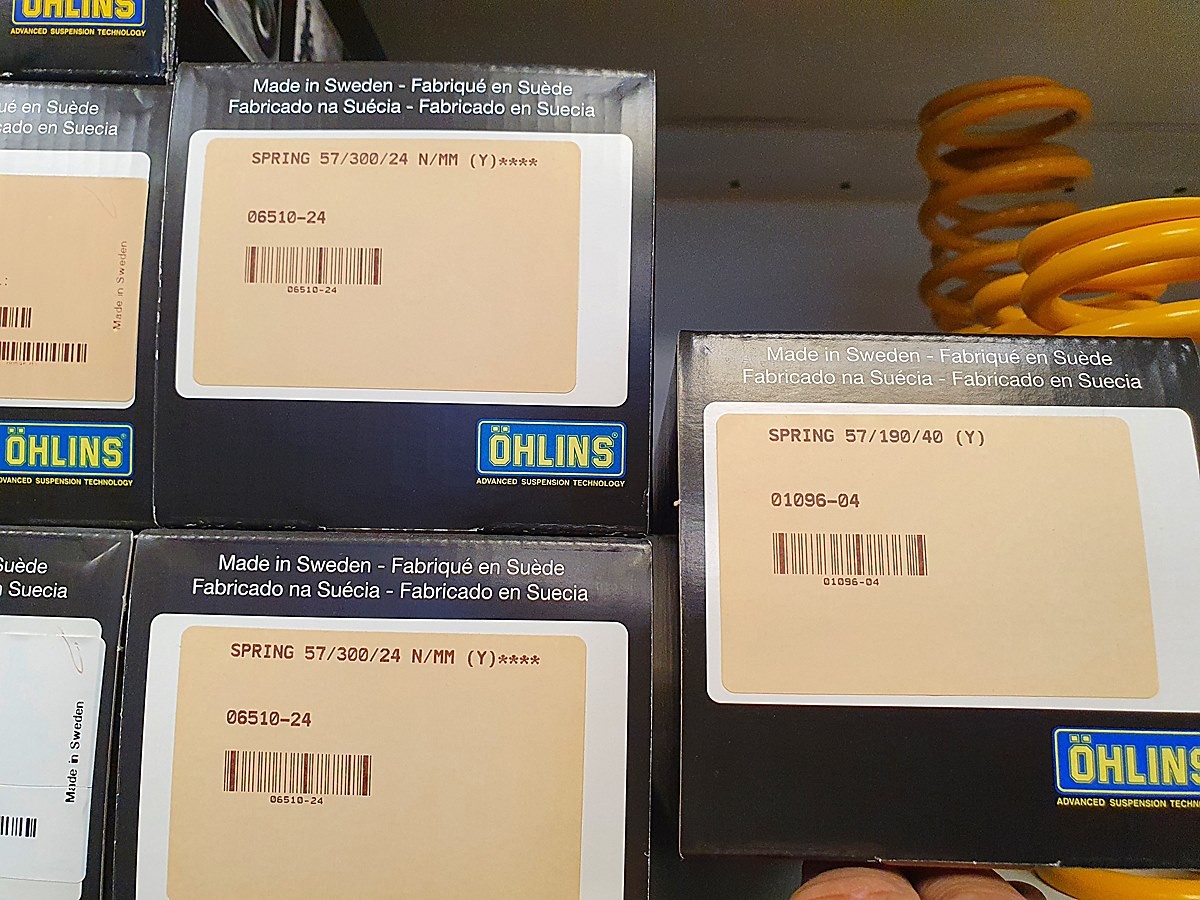 ÖHLINS
ADVANCED SUSPENSION TECHNOLOGY
Made in Sweden - Fabriqué en Suède
Fabricado na Suécia - Fabricado en Suecia
SPRING 57/300/24 N/MM (Y)****
06510-24
06510-24
ÖHLINS
ADVANCED SUSPENSION TECHNOLOGY
en Suède
en Suecia
Made in Sweden
ÖHLINS
SUSPENSION TECHNOLOGY
Made in Sweden - Fabriqué en Suède
Fabricado na Suécia - Fabricado en Suecia
SPRING 57/190/40 (Y)
01096-04
01096-04
ÖHLINS
ADVANCED SUSPENSION
Made in Sweden - Fabriqué en Suède
Fabricado na Suécia - Fabricado en Suecia
SPRING 57/300/24 N/MM (Y)****
06510-24
06510-24
Suède
Suecia
Made in Sweden